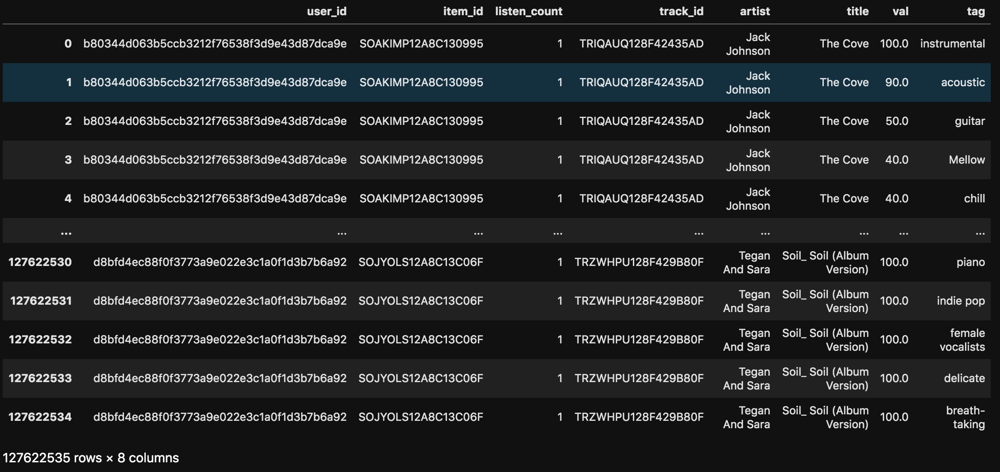 user_id item_id listen_count track_id artist title val tag
0 b80344d063b5ccb3212f76538f3d9e43d87dca9e SOAKIMP12A8C130995 1 TRIQAUQ128F42435AD Jack Johnson The Cove 100.0 instrumental
1 b80344d063b5ccb3212f76538f3d9e43d87dca9e SOAKIMP12A8C130995 1 TRIQAUQ128F42435AD Jack Johnson The Cove 90.0 acoustic
2 b80344d063b5ccb3212f76538f3d9e43d87dca9e SOAKIMP12A8C130995 1 TRIQAUQ128F42435AD Jack Johnson The Cove 50.0 guitar
3 b80344d063b5ccb3212f76538f3d9e43d87dca9e SOAKIMP12A8C130995 1 TRIQAUQ128F42435AD Jack Johnson The Cove 40.0 Mellow
4 b80344d063b5ccb3212f76538f3d9e43d87dca9e SOAKIMP12A8C130995 1 TRIQAUQ128F42435AD Jack Johnson The Cove 40.0 chill
... ... ... ... ... ... ... ... ...
127622530 d8bfd4ec88f0f3773a9e022e3c1a0f1d3b7b6a92 SOJYOLS12A8C13C06F 1 TRZWHPU128F429B80F Tegan And Sara Soil_ Soil (Album Version) 100.0 piano
127622531 d8bfd4ec88f0f3773a9e022e3c1a0f1d3b7b6a92 SOJYOLS12A8C13C06F 1 TRZWHPU128F429B80F Tegan And Sara Soil_ Soil (Album Version) 100.0 indie pop
127622532 d8bfd4ec88f0f3773a9e022e3c1a0f1d3b7b6a92 SOJYOLS12A8C13C06F 1 TRZWHPU128F429B80F Tegan And Sara Soil_ Soil (Album Version) 100.0 female vocalists
127622533 d8bfd4ec88f0f3773a9e022e3c1a0f1d3b7b6a92 SOJYOLS12A8C13C06F 1 TRZWHPU128F429B80F Tegan And Sara Soil_ Soil (Album Version) 100.0 delicate
127622534 d8bfd4ec88f0f3773a9e022e3c1a0f1d3b7b6a92 SOJYOLS12A8C13C06F 1 TRZWHPU128F429B80F Tegan And Sara Soil_ Soil (Album Version) 100.0 breath-taking
127622535 rows × 8 columns